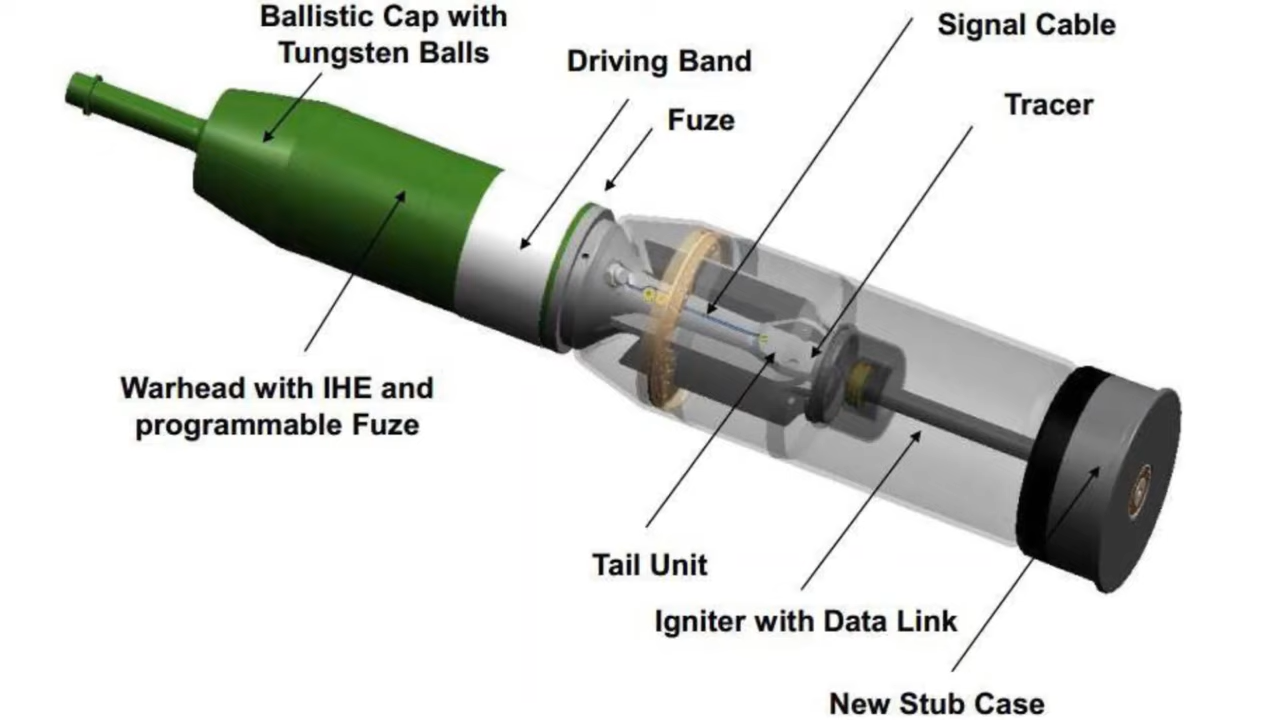 Ballistic Cap with
Tungsten Balls
Driving Band
Fuze
Signal Cable
Tracer
Warhead with IHE and
programmable Fuze
Tail Unit
Igniter with Data Link
New Stub Case